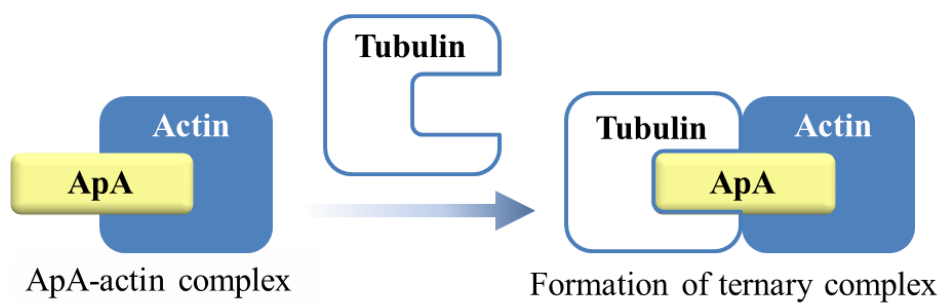 Tubulin
Actin
ApA
ApA-actin complex
Tubulin
Actin
ApA
Formation of ternary complex